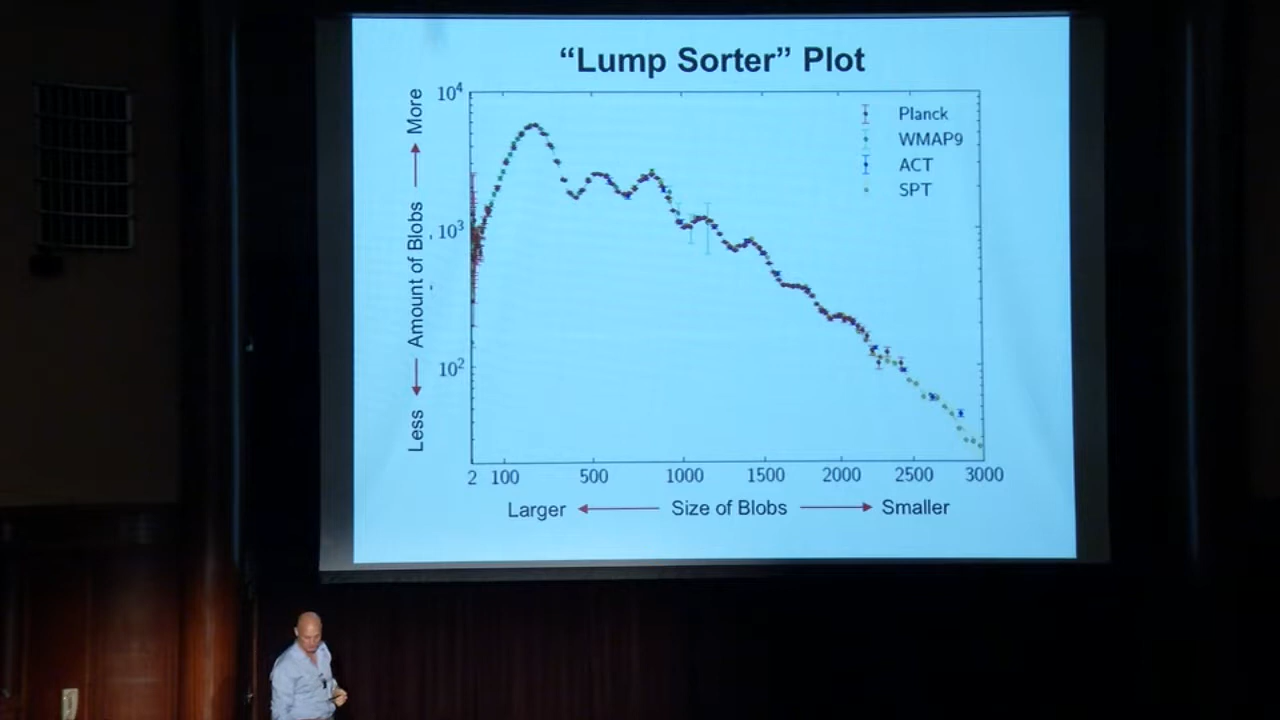 “Lump Sorter” Plot
Less ← Amount of Blobs → More
10⁴
10³
10²
Planck
WMAP9
ACT
SPT
2 100 500 1000 1500 2000 2500 3000
Larger ← Size of Blobs → Smaller